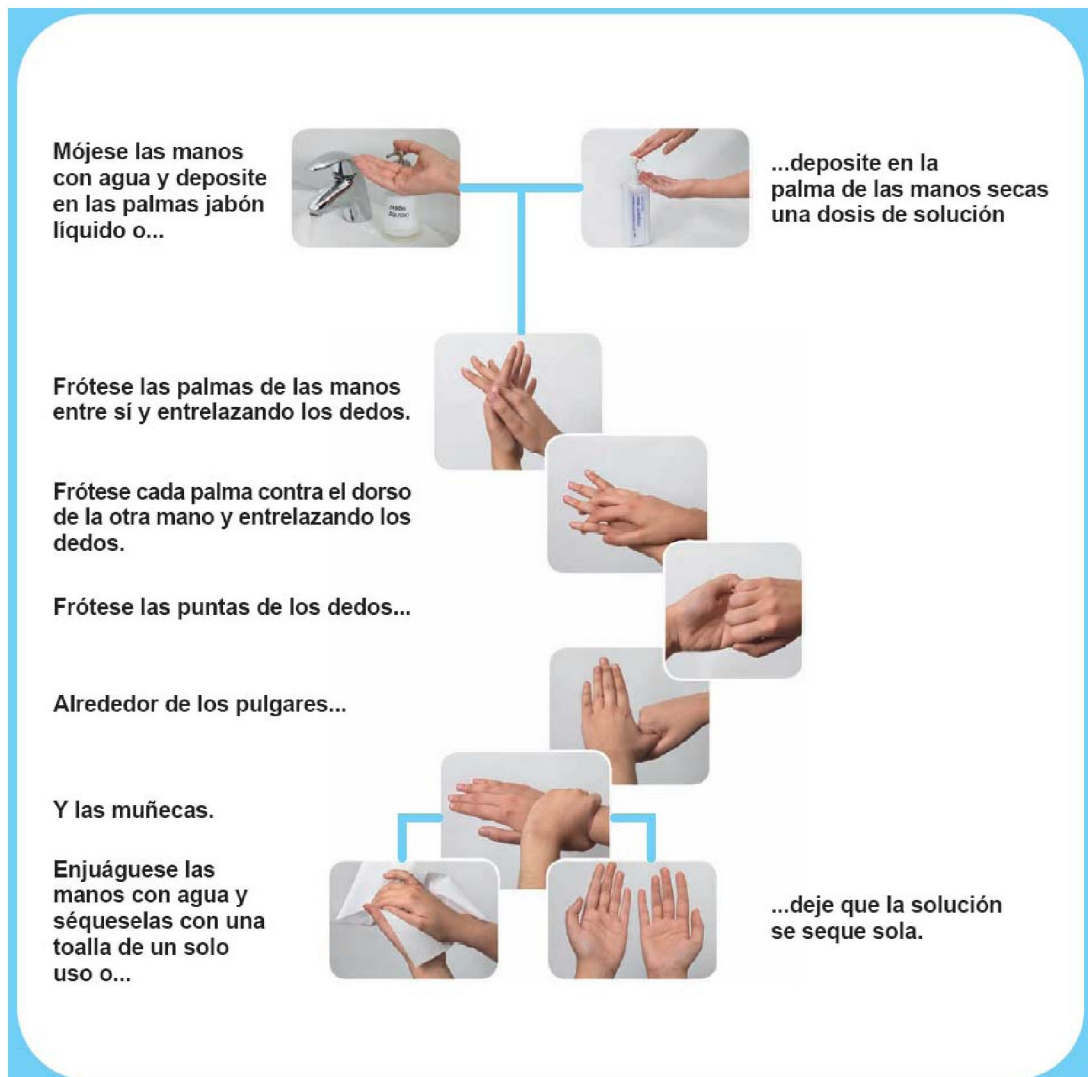 Mójese las manos
con agua y deposite
en las palmas jabón
líquido o...
...deposite en la
palma de las manos secas
una dosis de solución
Frótese las palmas de las manos
entre sí y entrelazando los dedos.
Frótese cada palma contra el dorso
de la otra mano y entrelazando los
dedos.
Frótese las puntas de los dedos...
Alrededor de los pulgares...
Y las muñecas.
Enjuáguese las
manos con agua y
séqueselas con una
toalla de un solo
uso o...
...deje que la solución
se seque sola.